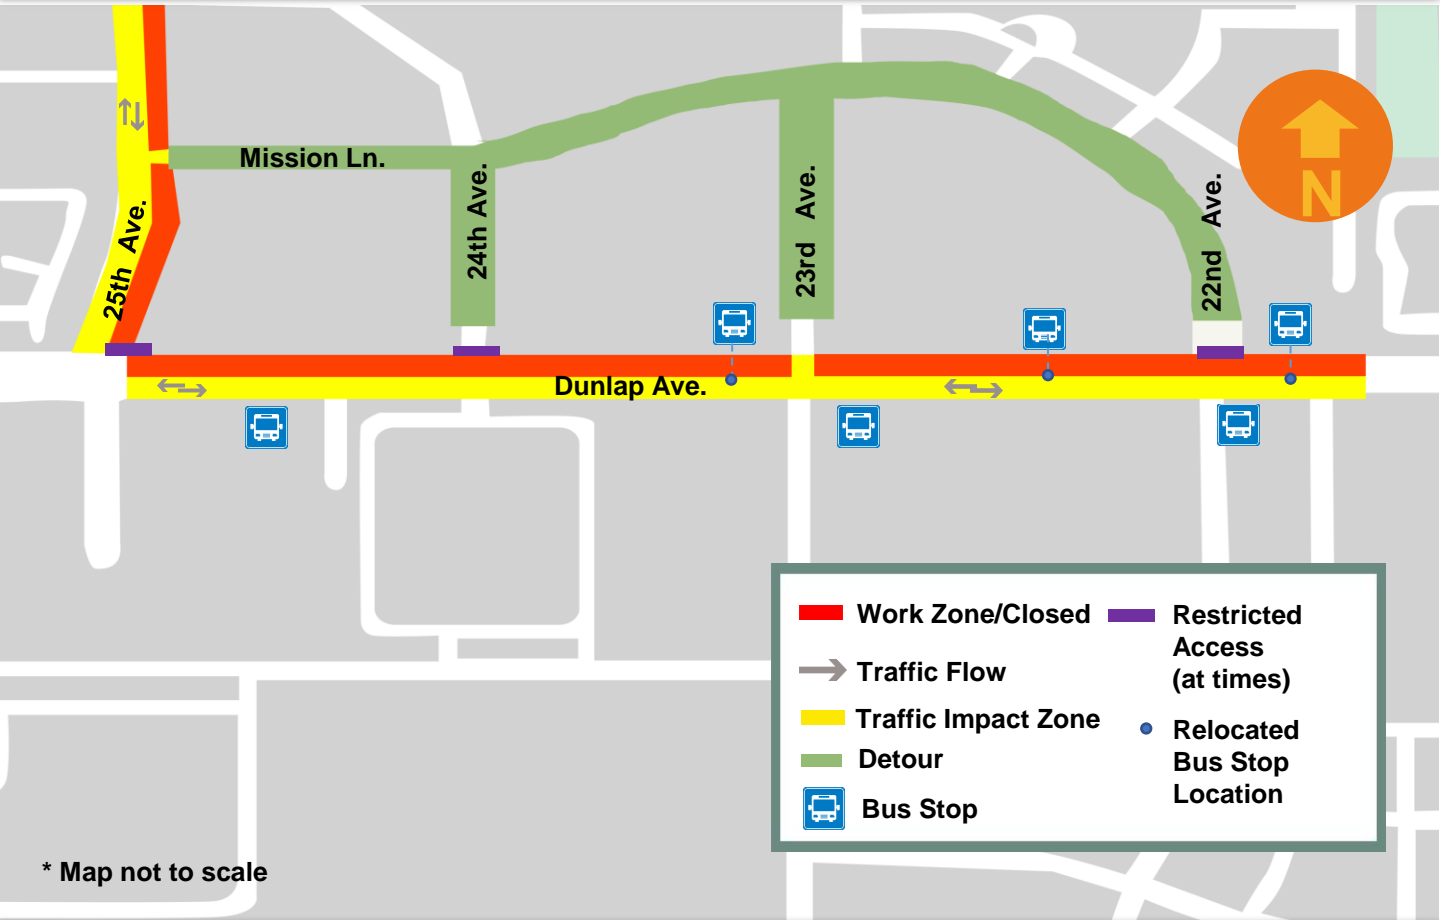 Mission Ln.
25th Ave.
24th Ave.
23rd Ave.
22nd Ave.
N
Dunlap Ave.
Work Zone/Closed
Traffic Flow
Traffic Impact Zone
Detour
Bus Stop
Restricted
Access
(at times)
Relocated
Bus Stop
Location
* Map not to scale